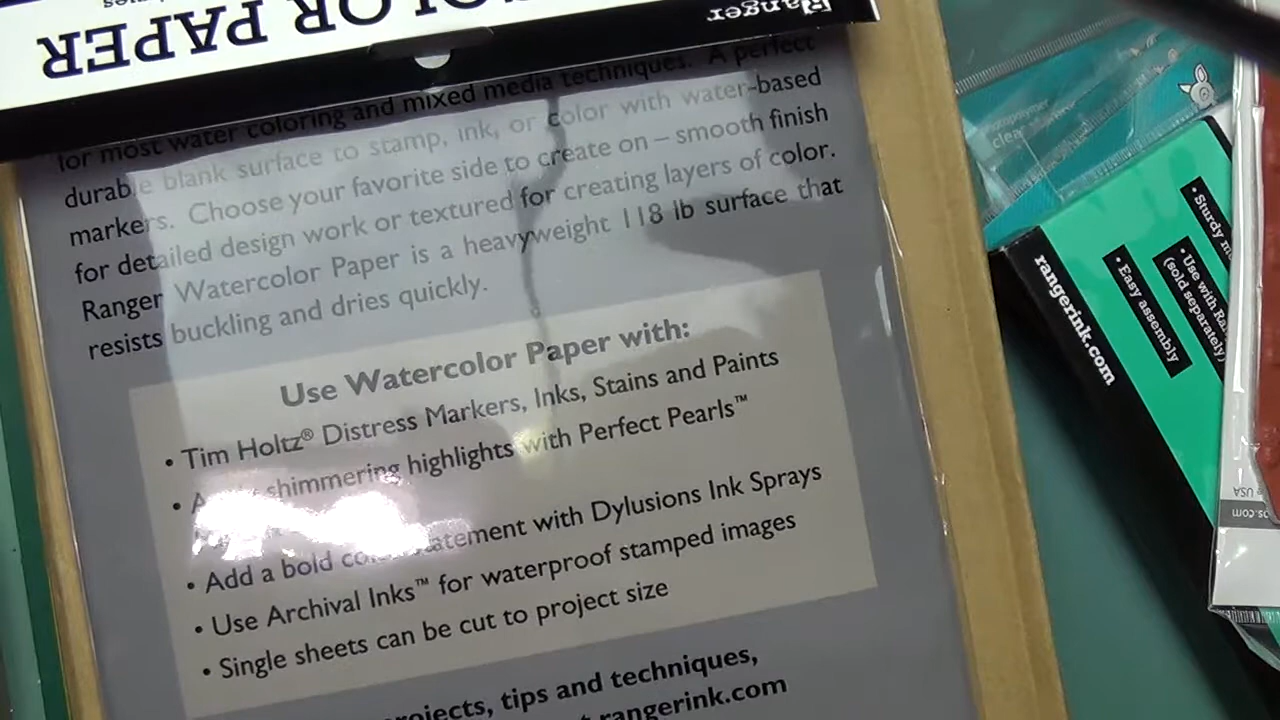 COLOR PAPER
Ranger
for most water coloring and mixed media techniques. A perfect
durable blank surface to stamp, ink, or color with water-based
markers. Choose your favorite side to create on – smooth finish
for detailed design work or textured for creating layers of color.
Ranger Watercolor Paper is a heavyweight 118 lb surface that
resists buckling and dries quickly.
Use Watercolor Paper with:
• Tim Holtz® Distress Markers, Inks, Stains and Paints
• shimmering highlights with Perfect Pearls™
• Add a bold statement with Dylusions Ink Sprays
• Use Archival Inks™ for waterproof stamped images
• Single sheets can be cut to project size
projects, tips and techniques,
rangerink.com
clear
rangerink.com
• Easy assembly
• Use with
(sold separately)
• Sturdy
USA